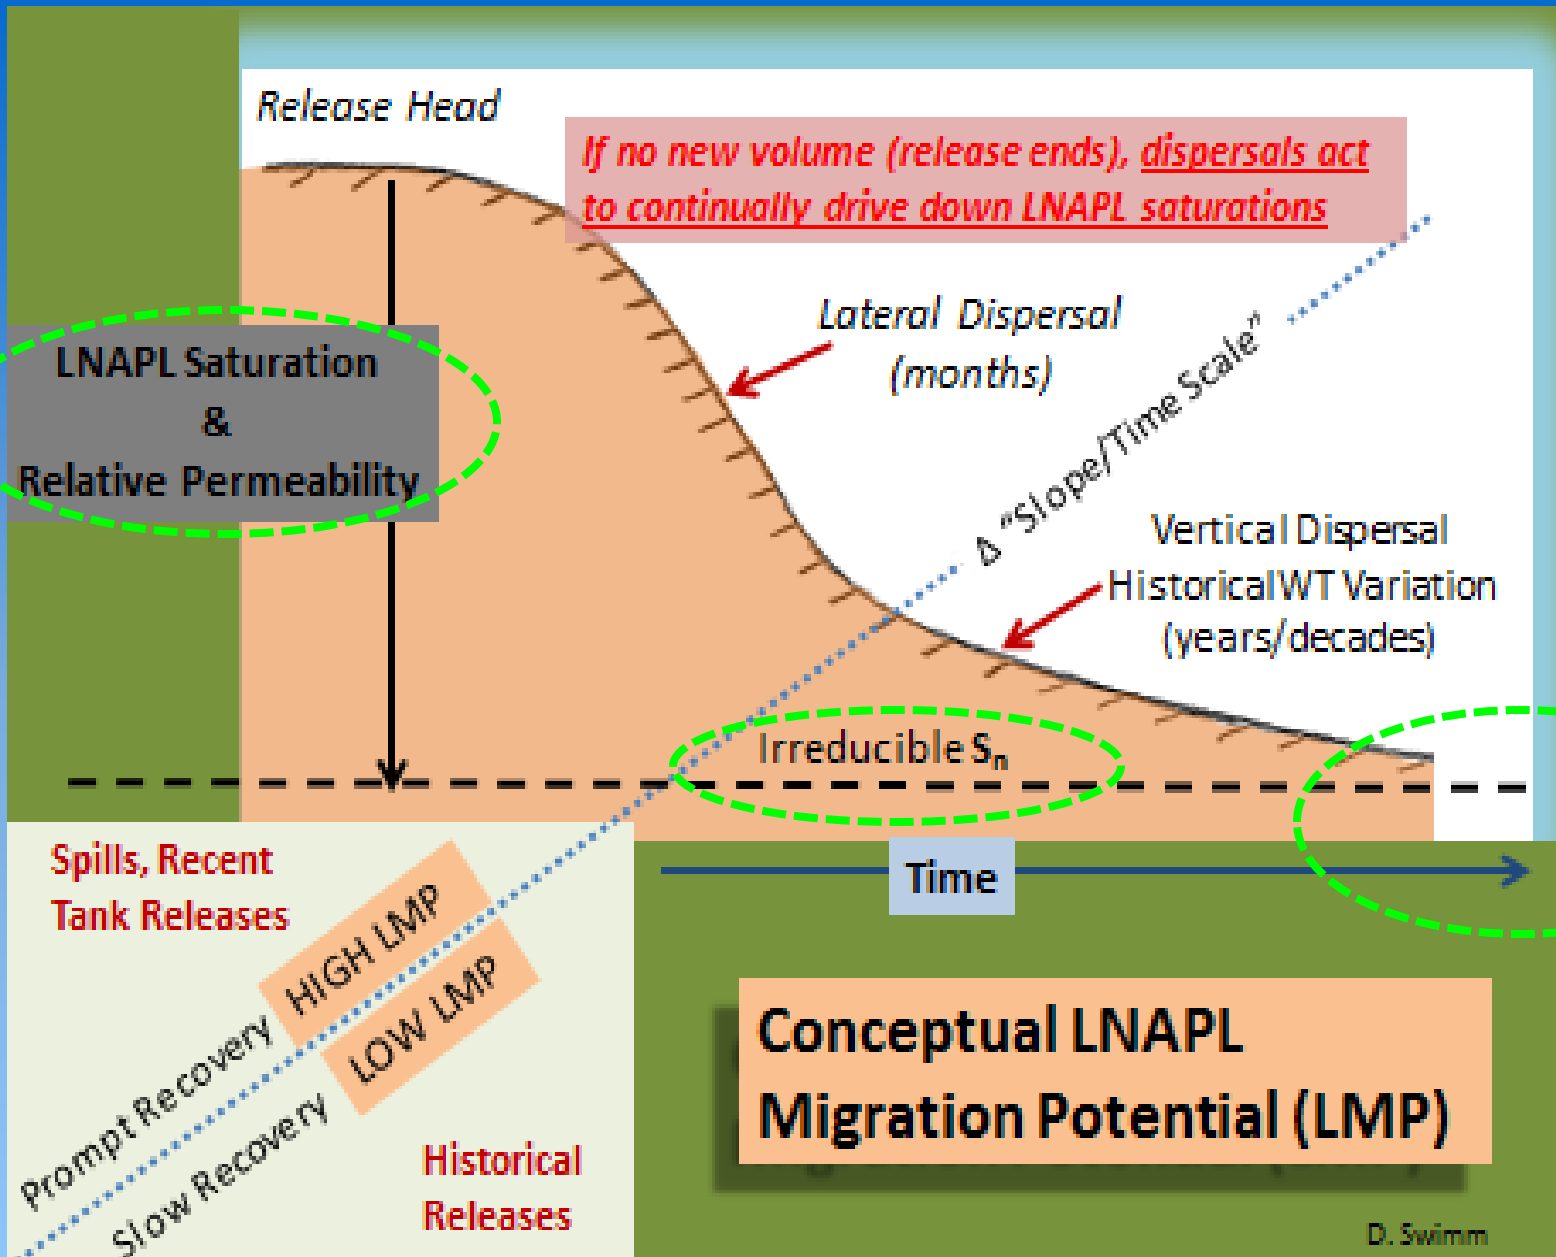 Release Head
If no new volume (release ends), dispersals act
to continually drive down LNAPL saturations
Lateral Dispersal
(months)
LNAPL Saturation
&
Relative Permeability
Δ "Slope/Time Scale"
Vertical Dispersal
Historical WT Variation
(years/decades)
Irreducible Sn
Time
Spills, Recent
Tank Releases
HIGH LMP
LOW LMP
Prompt Recovery
Slow Recovery
Historical
Releases
Conceptual LNAPL
Migration Potential (LMP)
D. Swimm